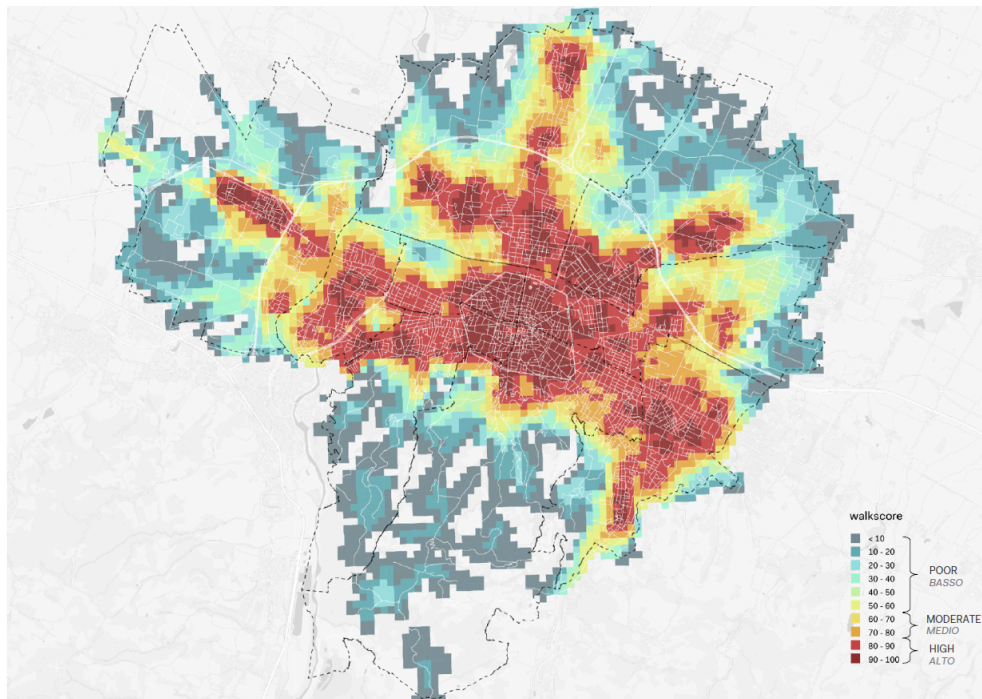 walkscore
< 10
10 - 20
20 - 30
30 - 40
40 - 50
50 - 60
60 - 70
70 - 80
80 - 90
90 - 100
POOR
BASSO
MODERATE
MEDIO
HIGH
ALTO